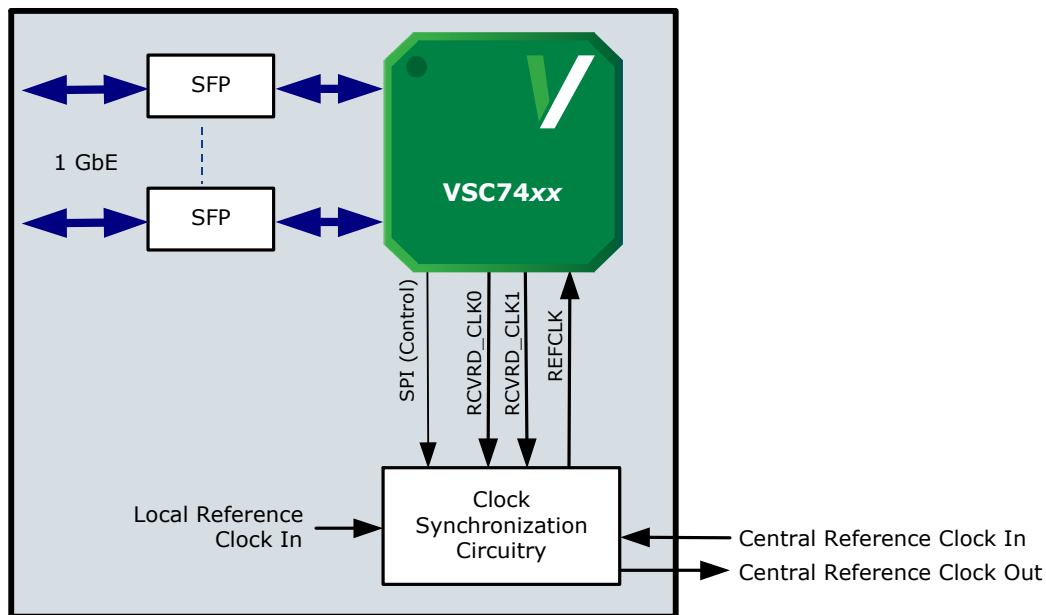 SFP
1 GbE
SFP
VSC74xx
SPI (Control)
RCVRD_CLK0
RCVRD_CLK1
REFCLK
Local Reference
Clock In
Clock
Synchronization
Circuitry
Central Reference Clock In
Central Reference Clock Out